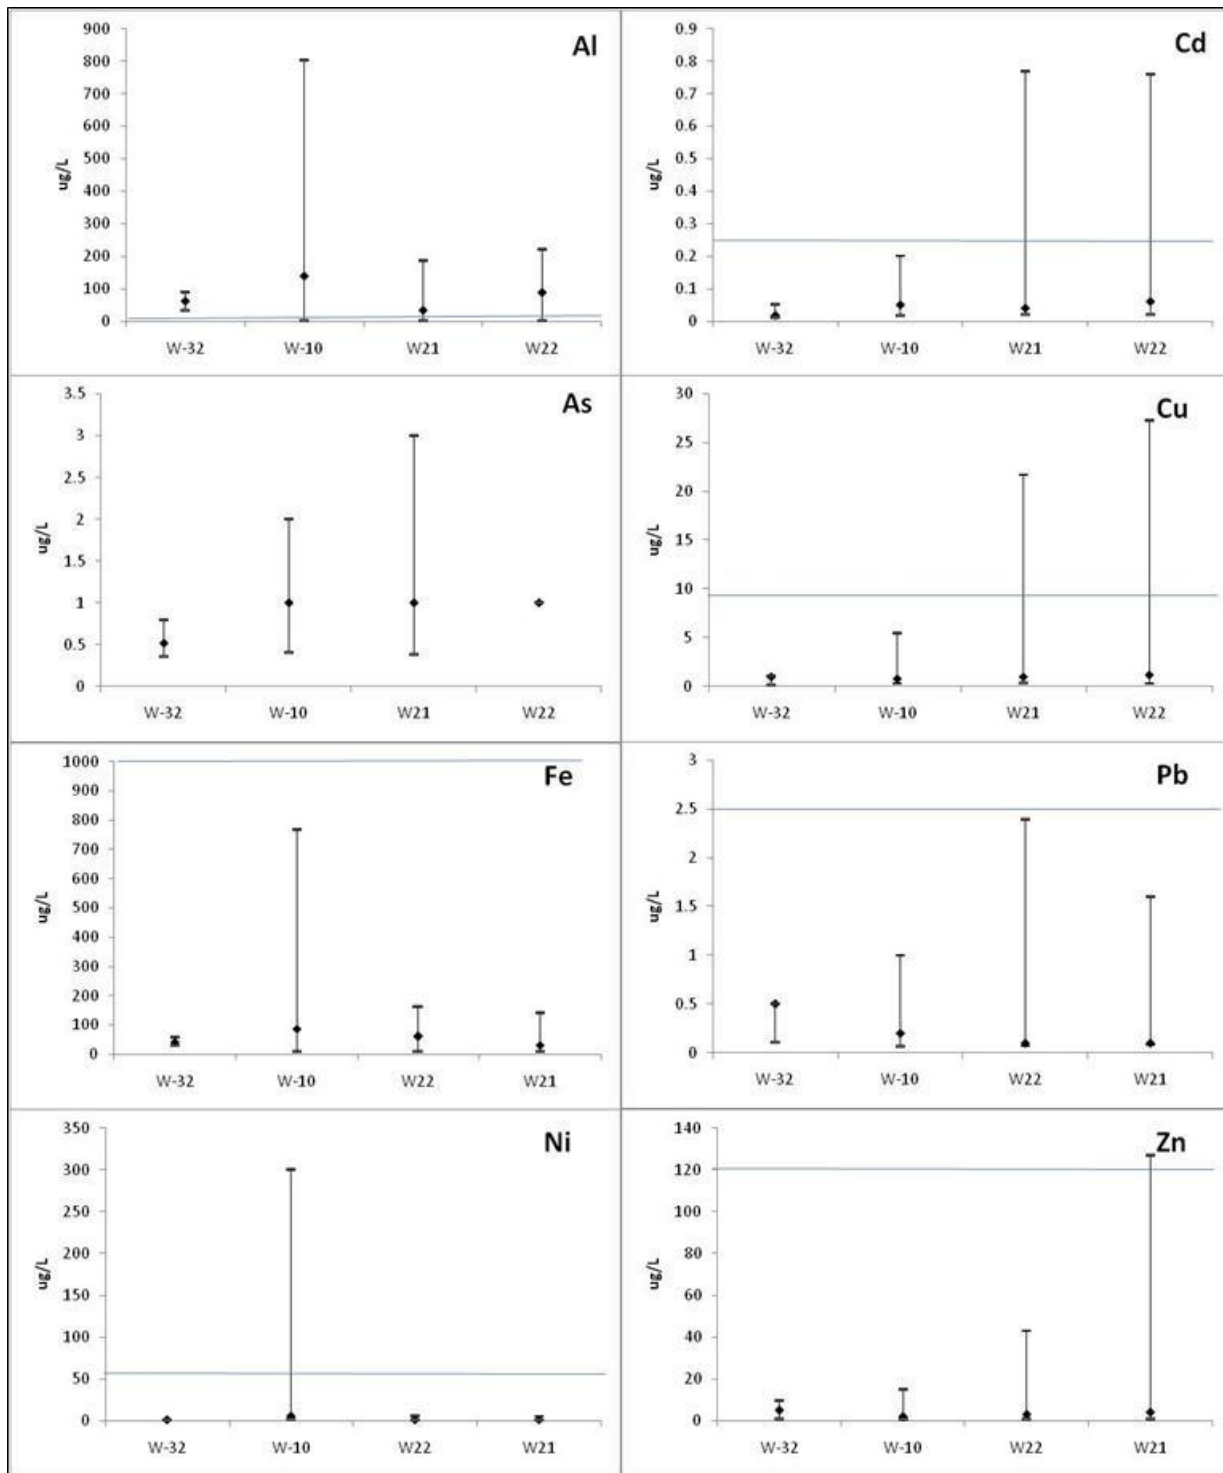 Al
ug/L
900
800
700
600
500
400
300
200
100
0
W-32 W-10 W21 W22
Cd
ug/L
0.9
0.8
0.7
0.6
0.5
0.4
0.3
0.2
0.1
0
W-32 W-10 W21 W22
As
ug/L
3.5
3
2.5
2
1.5
1
0.5
0
W-32 W-10 W21 W22
Cu
ug/L
30
25
20
15
10
5
0
W-32 W-10 W21 W22
Fe
ug/L
1000
900
800
700
600
500
400
300
200
100
0
W-32 W-10 W22 W21
Pb
ug/L
3
2.5
2
1.5
1
0.5
0
W-32 W-10 W22 W21
Ni
ug/L
350
300
250
200
150
100
50
0
W-32 W-10 W22 W21
Zn
ug/L
140
120
100
80
60
40
20
0
W-32 W-10 W22 W21